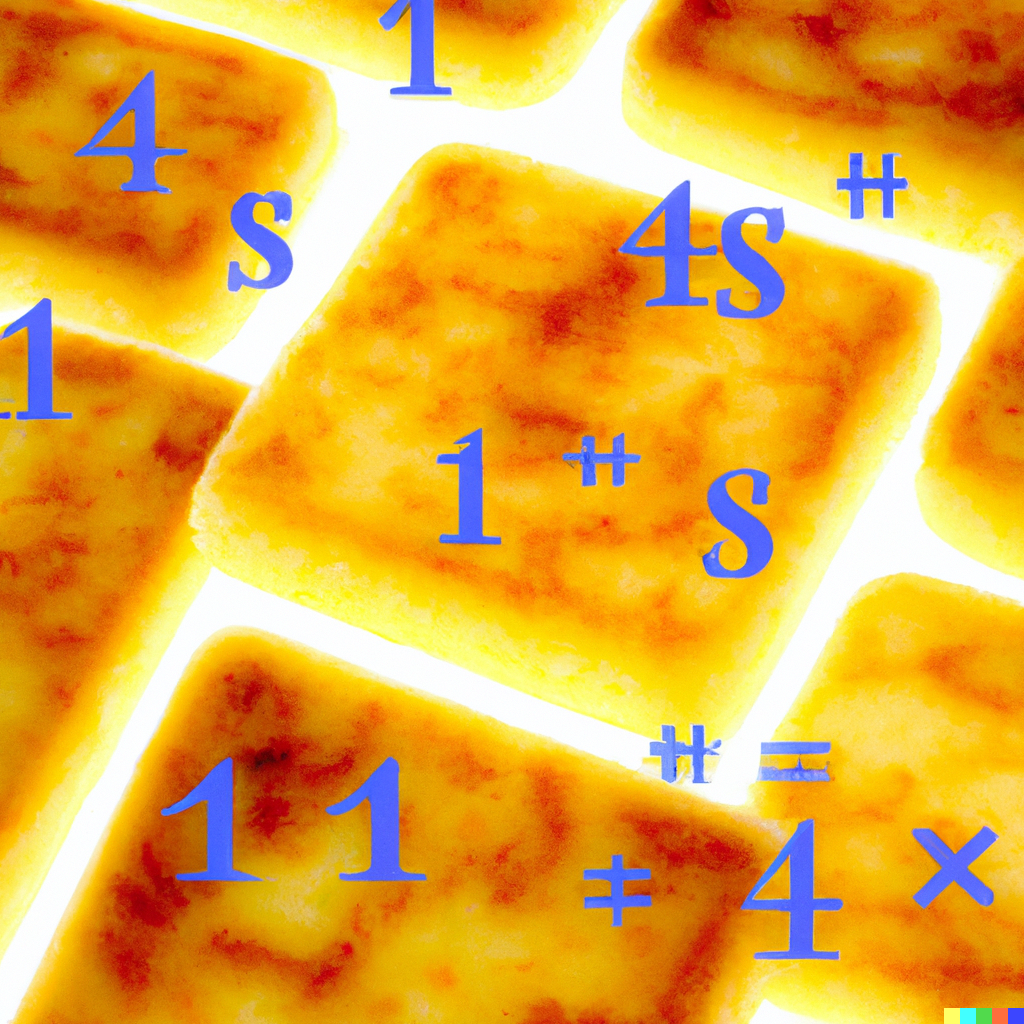 1
4 s
4s ⧺
1
1 ⧺ s
⧺ =
1 1 ‡ 4 ×